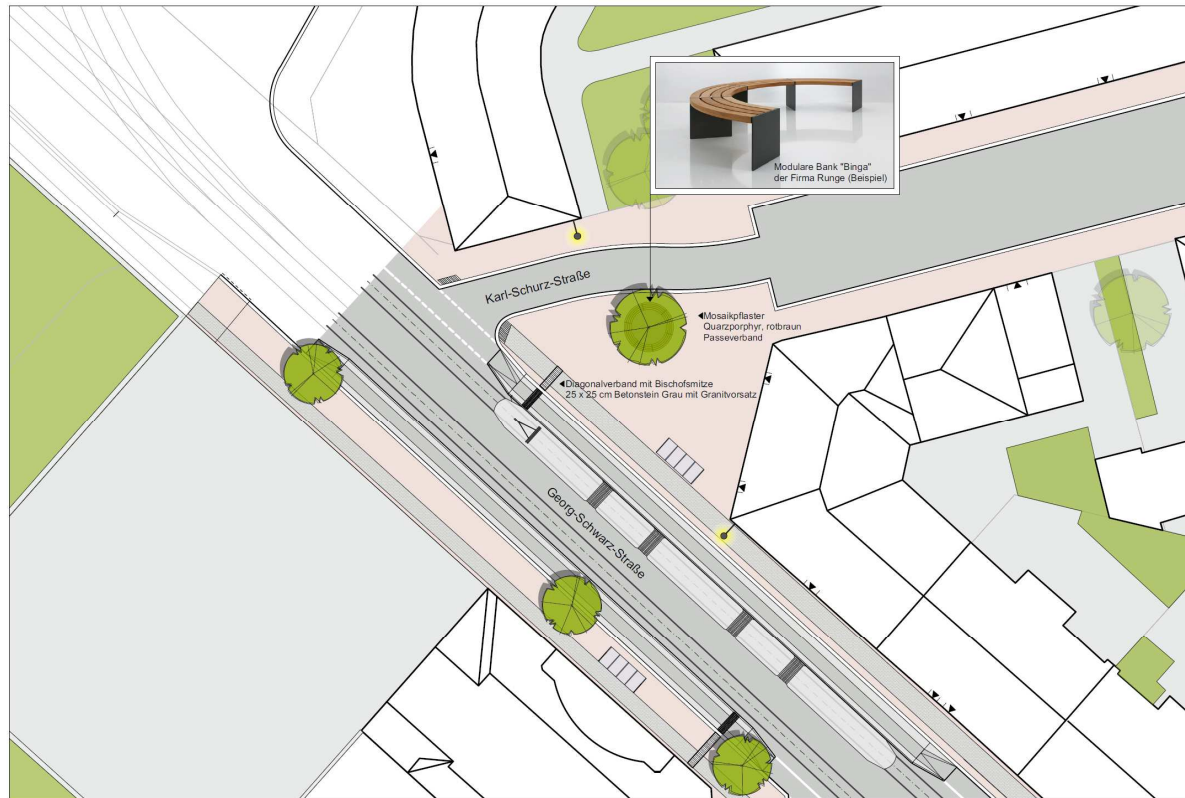 Modulare Bank "Binga"
der Firma Runge (Beispiel)
Karl-Schurz-Straße
Mosaikpflaster
Quarzporphyr, rotbraun
Passeverband
Diagonalverband mit Bischofsmitze
25 x 25 cm Betonstein Grau mit Granitvorsatz
Georg-Schwarz-Straße